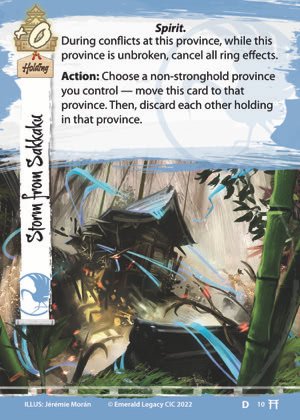 +0
Holding
Spirit.
During conflicts at this province, while this
province is unbroken, cancel all ring effects.
Action: Choose a non-stronghold province
you control — move this card to that
province. Then, discard each other holding
in that province.
Storm from Sakkaku
ILLUS: Jérémie Morán
© Emerald Legacy CIC 2022
D 10